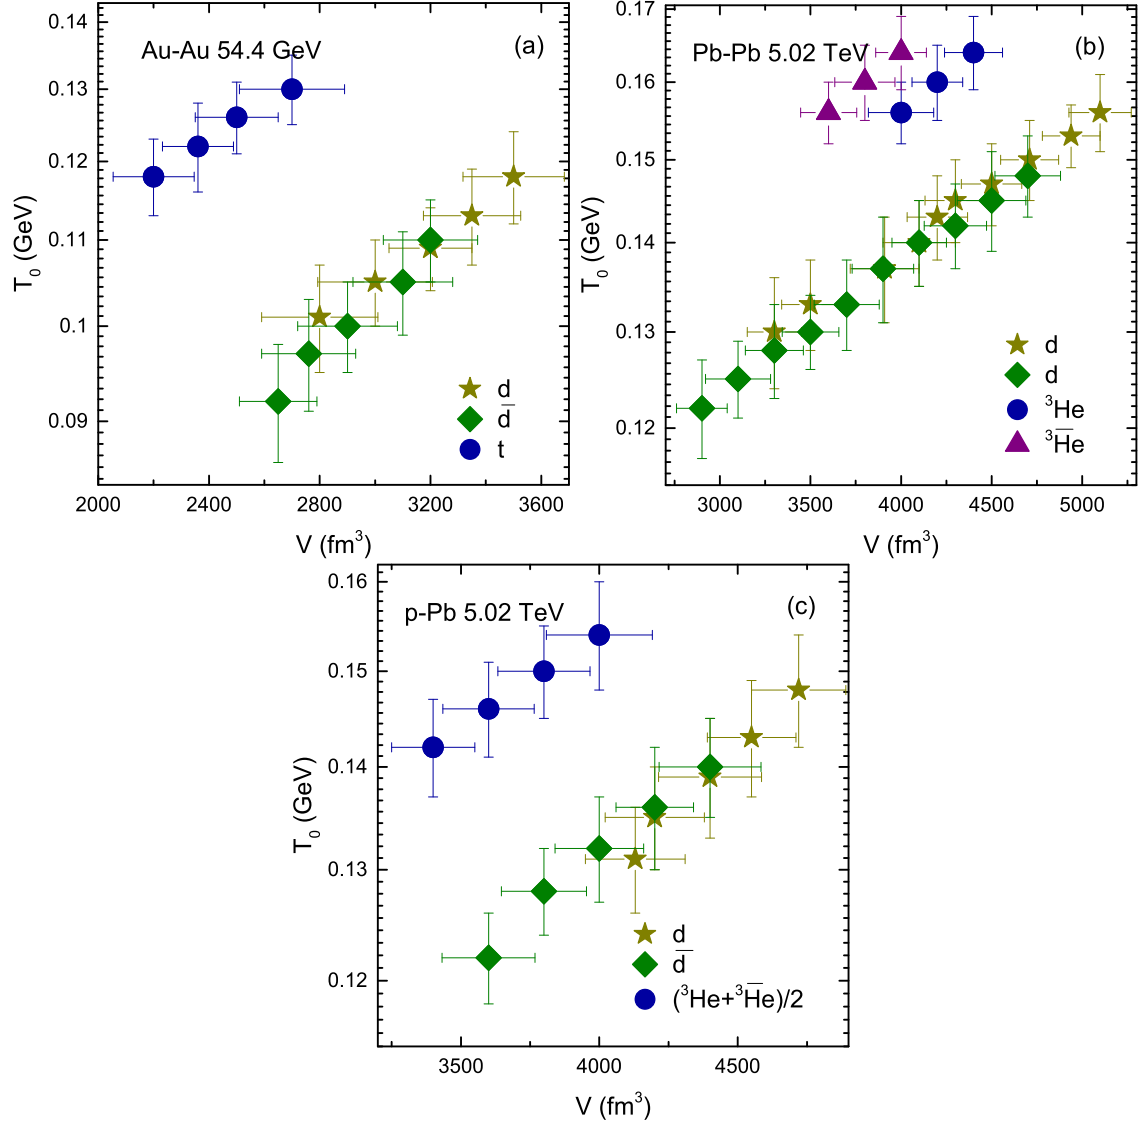 0.14
0.13
0.12
0.11
0.1
0.09
T₀ (GeV)
Au-Au 54.4 GeV
(a)
d
d̅
t
2000
2400
2800
3200
3600
V (fm³)
0.17
0.16
0.15
0.14
0.13
0.12
T₀ (GeV)
Pb-Pb 5.02 TeV
(b)
d
d
³He
³H̅e
3000
3500
4000
4500
5000
V (fm³)
0.16
0.15
0.14
0.13
0.12
T₀ (GeV)
p-Pb 5.02 TeV
(c)
d
d̅
(³He+³H̅e)/2
3500
4000
4500
V (fm³)